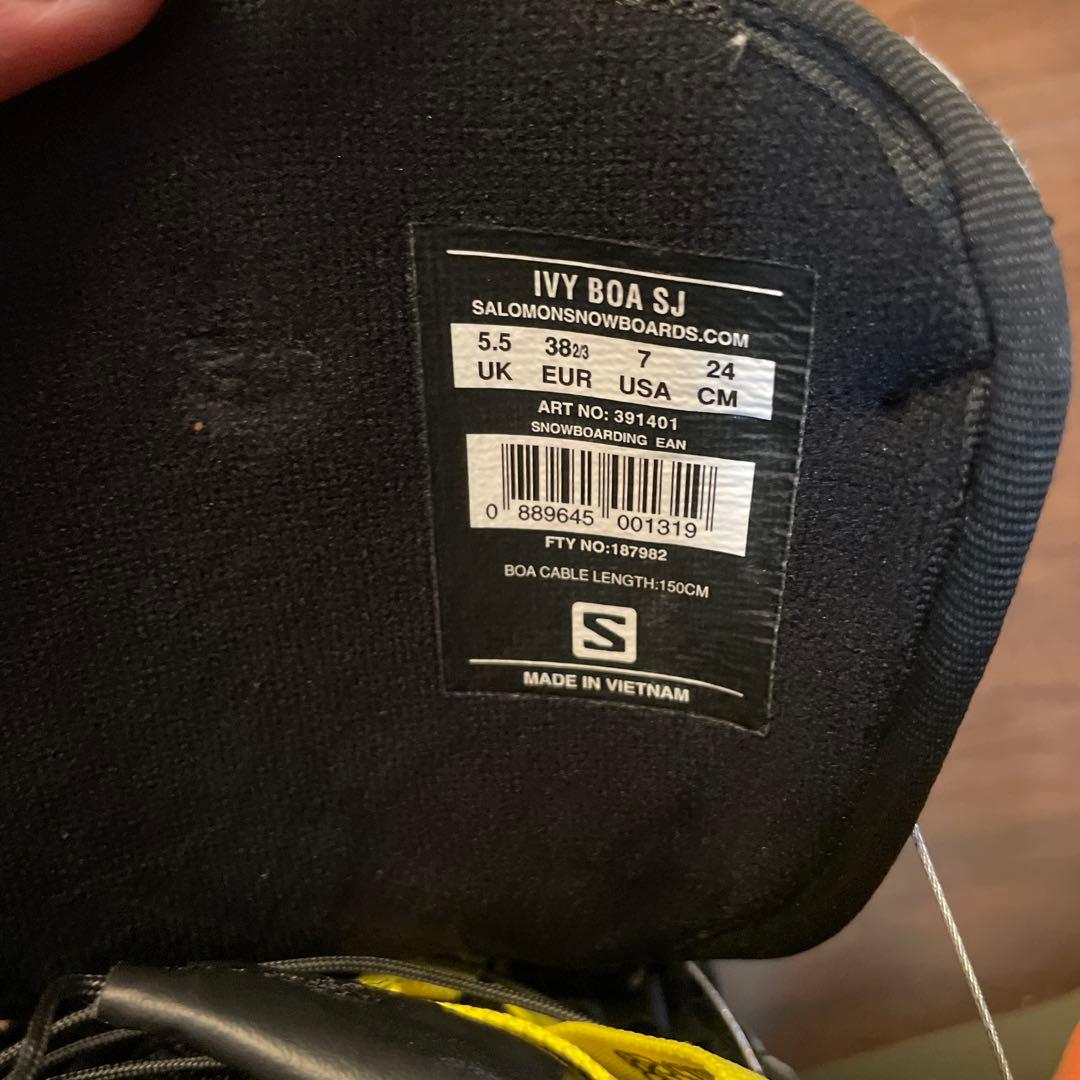 IVY BOA SJ
SALOMONSNOWBOARDS.COM
5.5 38 2/3 7 24
UK EUR USA CM
ART NO: 391401
SNOWBOARDING EAN
0 889645 001319
FTY NO:187982
BOA CABLE LENGTH:150CM
S
MADE IN VIETNAM